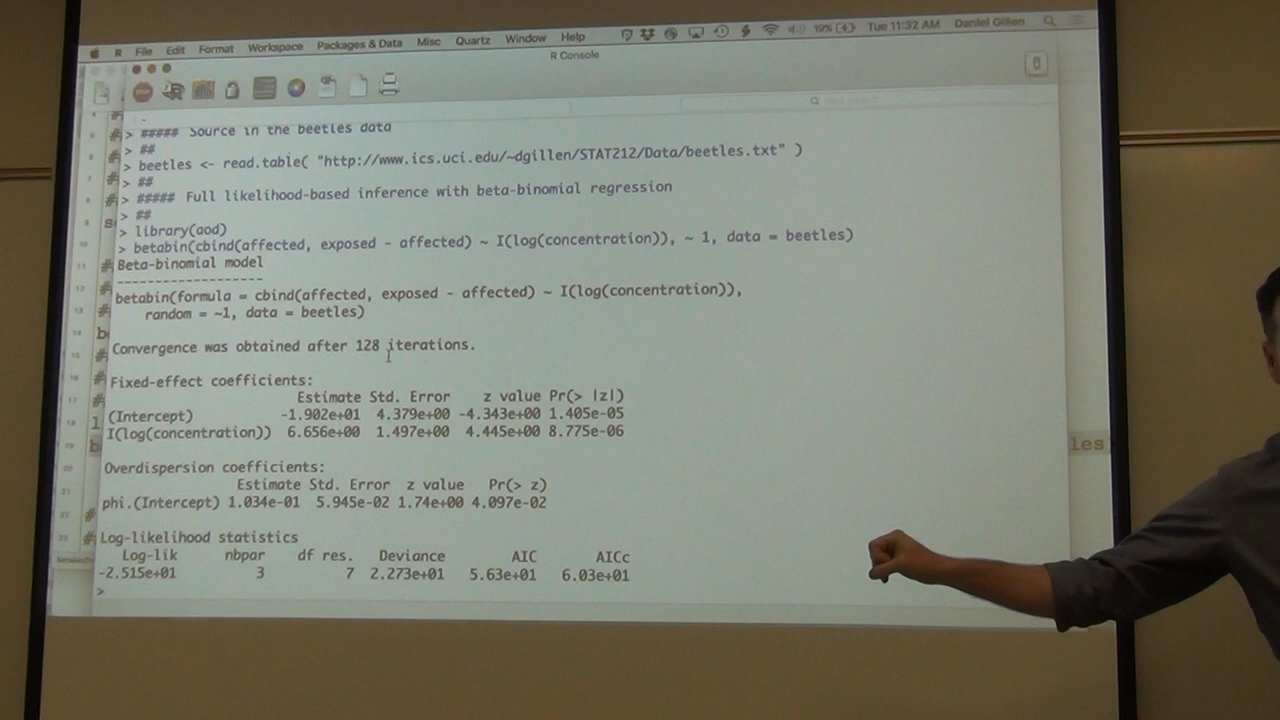 R File Edit Format Workspace Packages & Data Misc Quartz Window Help 19% Tue 11:32 AM Daniel Gillen
R Console
> ##### Source in the beetles data
> ##
> beetles <- read.table( "http://www.ics.uci.edu/~dgillen/STAT212/Data/beetles.txt" )
> ##
> ##### Full likelihood-based inference with beta-binomial regression
> ##
> library(aod)
> betabin(cbind(affected, exposed - affected) ~ I(log(concentration)), ~ 1, data = beetles)
Beta-binomial model
-------------------
betabin(formula = cbind(affected, exposed - affected) ~ I(log(concentration)),
random = ~1, data = beetles)
Convergence was obtained after 128 iterations.
Fixed-effect coefficients:
Estimate Std. Error z value Pr(> |z|)
(Intercept) -1.902e+01 4.379e+00 -4.343e+00 1.405e-05
I(log(concentration)) 6.656e+00 1.497e+00 4.445e+00 8.775e-06
les
Overdispersion coefficients:
Estimate Std. Error z value Pr(> z)
phi.(Intercept) 1.034e-01 5.945e-02 1.74e+00 4.097e-02
Log-likelihood statistics
Log-lik nbpar df res. Deviance AIC AICc
-2.515e+01 3 7 2.273e+01 5.63e+01 6.03e+01
>